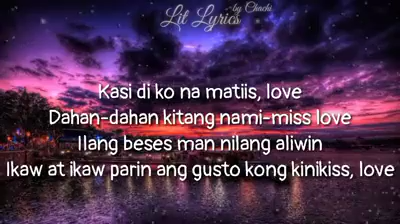 Lil Lyrics
~by Chachi
Kasi di ko na matiis, love
Dahan-dahan kitang nami-miss love
Ilang beses man nilang aliwin
Ikaw at ikaw parin ang gusto kong kinikiss, love